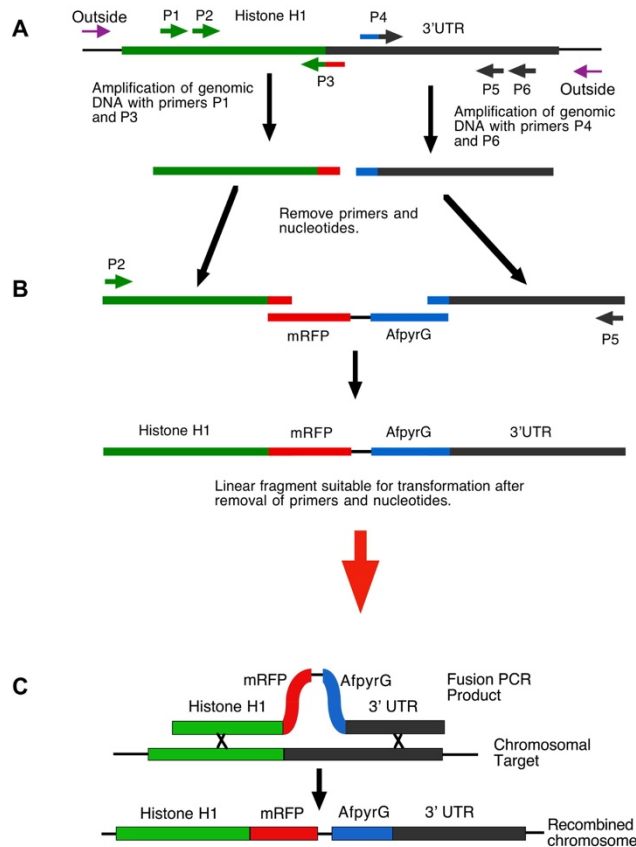 A
Outside
P1
P2
Histone H1
P4
3'UTR
P3
P5
P6
Outside
Amplification of genomic
DNA with primers P1
and P3
Amplification of genomic
DNA with primers P4
and P6
Remove primers and
nucleotides.
P2
B
mRFP
AfpyrG
P5
Histone H1
mRFP
AfpyrG
3'UTR
Linear fragment suitable for transformation after
removal of primers and nucleotides.
C
mRFP
AfpyrG
Fusion PCR
Product
Histone H1
3' UTR
X
X
Chromosomal
Target
Histone H1
mRFP
AfpyrG
3' UTR
Recombined
chromosome